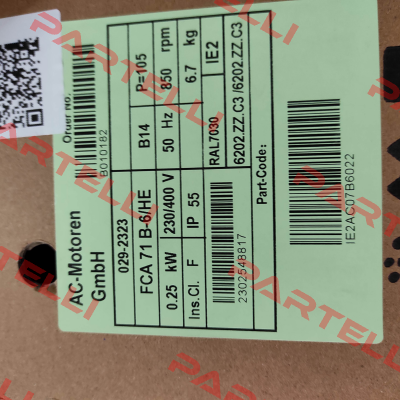 AC-Motoren
GmbH
Order No.
B010182
029-2323
FCA 71 B-6/HE
B14
P=105
0.25 kW
230/400 V
50 Hz
850 rpm
Ins.Cl. F
IP 55
6.7 kg
IE2
RAL7030
6202.ZZ.C3 /6202.ZZ.C3
2302548817
Part-Code:
IE2AC07B6022
PARTELLI
PARTELLI
PARTELLI